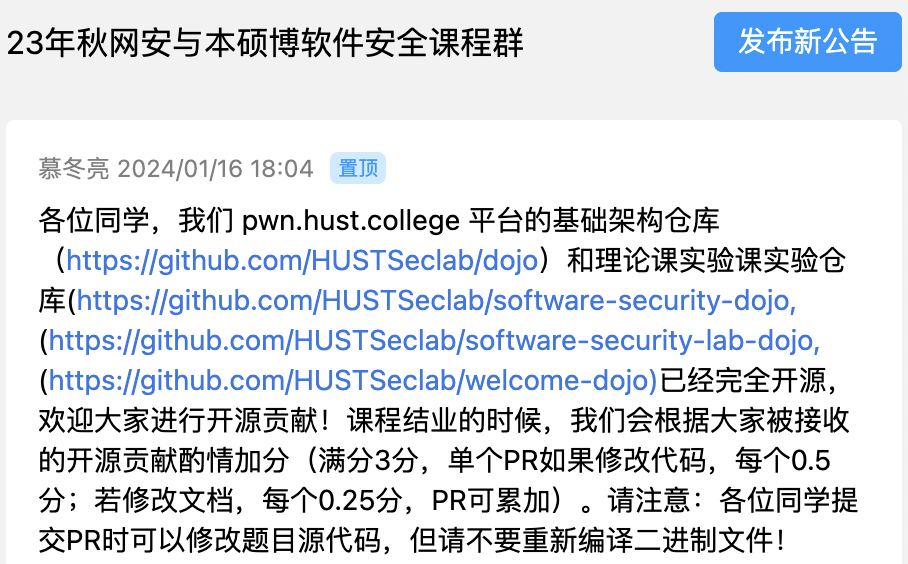 23年秋网安与本硕博软件安全课程群
发布新公告
慕冬亮 2024/01/16 18:04 置顶
各位同学，我们 pwn.hust.college 平台的基础架构仓库
（https://github.com/HUSTSeclab/dojo）和理论课实验课实验仓
库(https://github.com/HUSTSeclab/software-security-dojo,
(https://github.com/HUSTSeclab/software-security-lab-dojo,
(https://github.com/HUSTSeclab/welcome-dojo)已经完全开源，
欢迎大家进行开源贡献！课程结业的时候，我们会根据大家被接收
的开源贡献酌情加分（满分3分，单个PR如果修改代码，每个0.5
分；若修改文档，每个0.25分，PR可累加）。请注意：各位同学提
交PR时可以修改题目源代码，但请不要重新编译二进制文件！